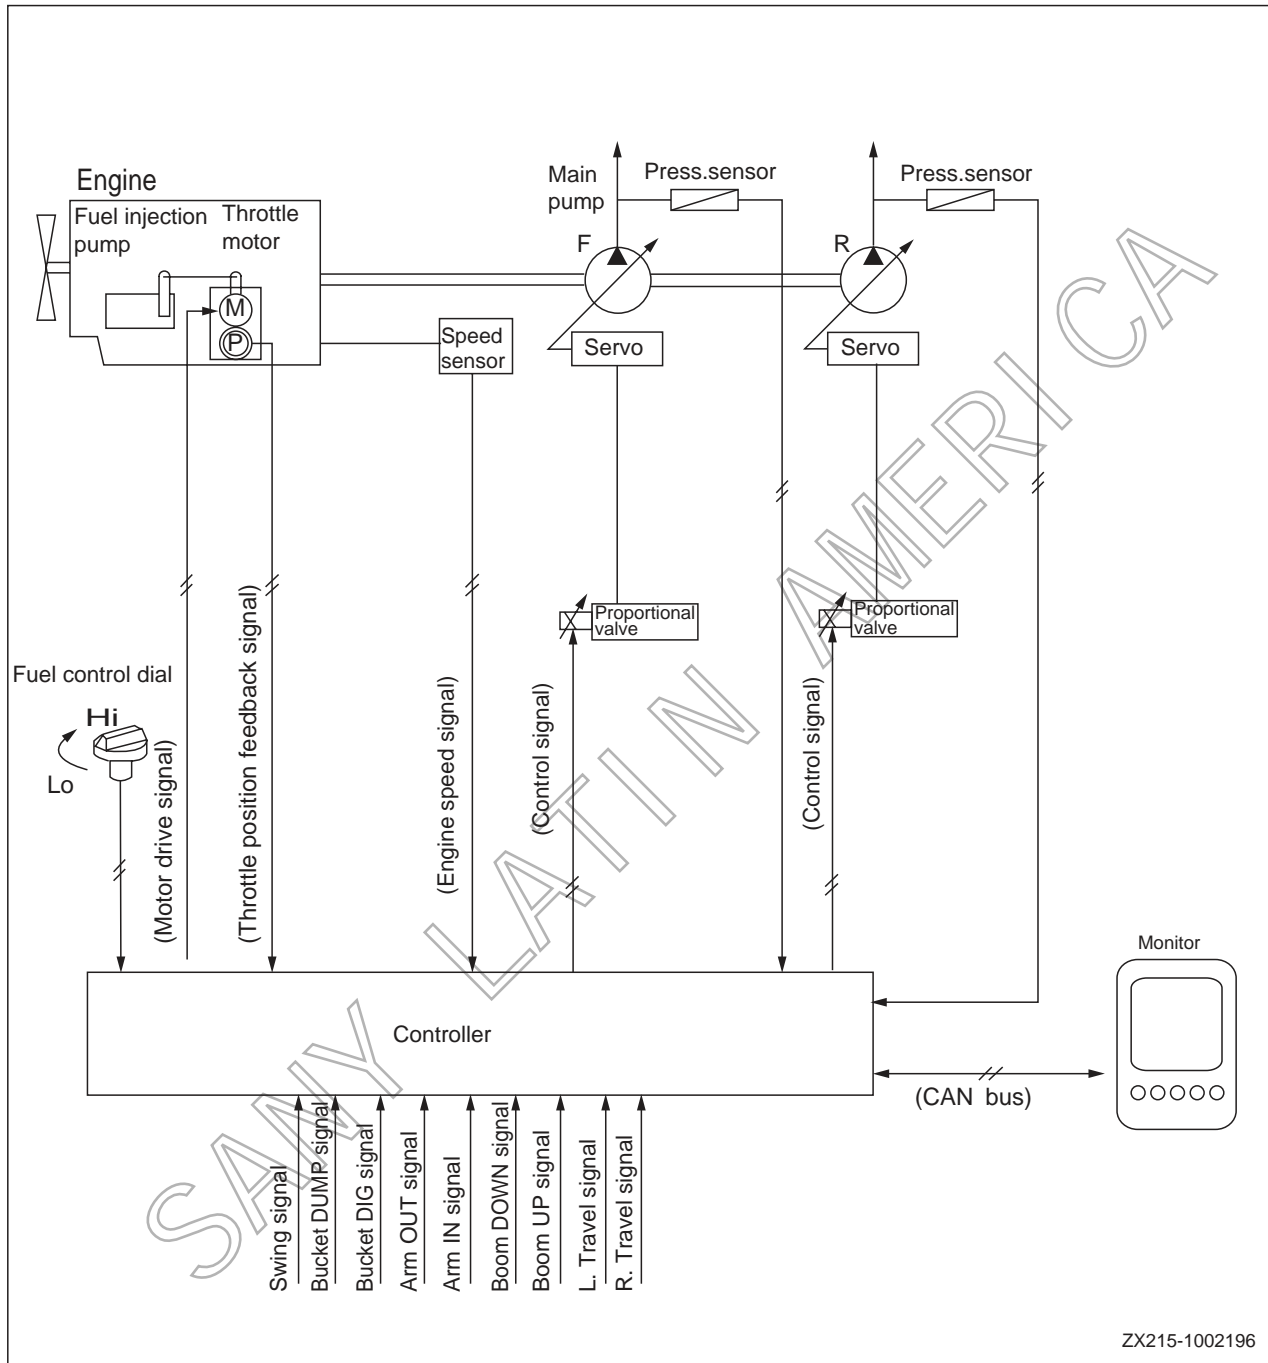 Engine
Fuel injection
pump
Throttle
motor
M
P
Speed
sensor
Main
pump
F
Press.sensor
Servo
R
Press.sensor
Servo
Proportional
valve
Proportional
valve
Fuel control dial
Hi
Lo
(Motor drive signal)
(Throttle position feedback signal)
(Engine speed signal)
(Control signal)
(Control signal)
Controller
Monitor
(CAN bus)
Swing signal
Bucket DUMP signal
Bucket DIG signal
Arm OUT signal
Arm IN signal
Boom DOWN signal
Boom UP signal
L. Travel signal
R. Travel signal
SANY LATIN AMERICA
ZX215-1002196